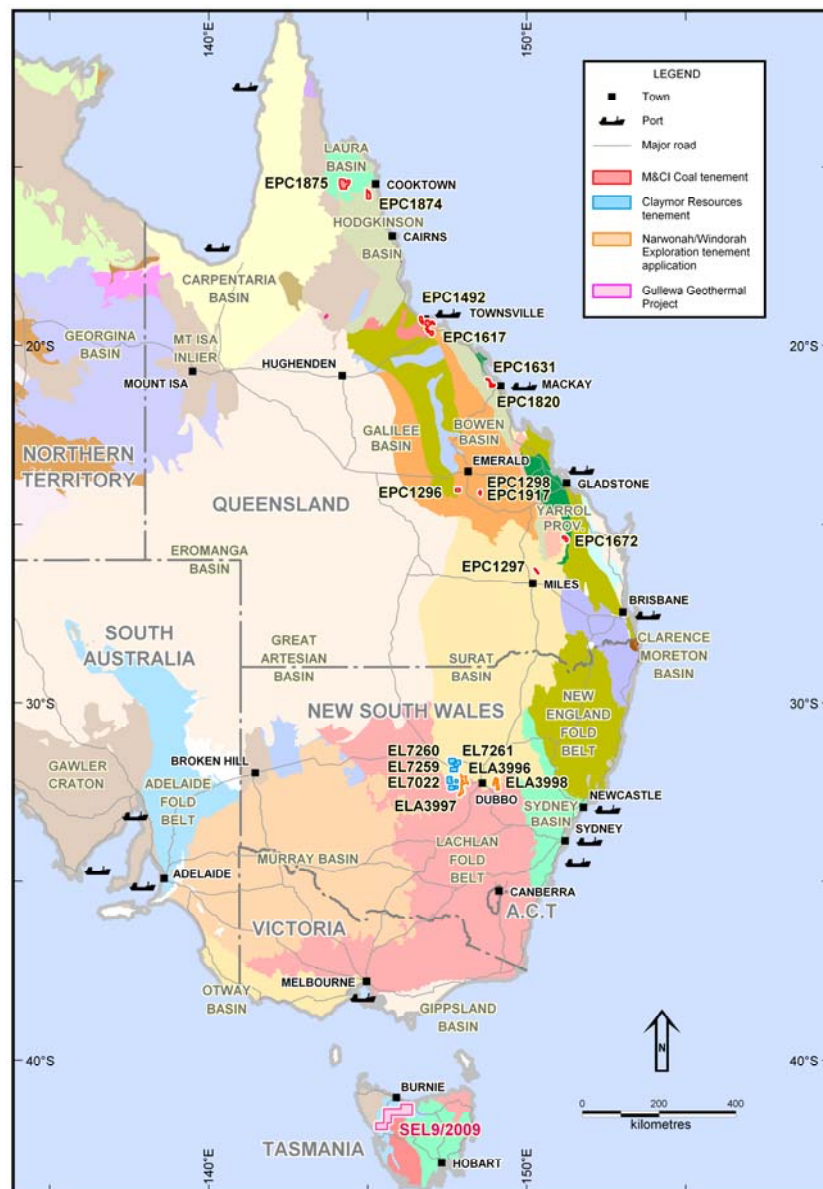 140°E
150°E
LEGEND
Town
Port
Major road
M&CI Coal tenement
Claymor Resources
tenement
Narwonah/Windorah
Exploration tenement
application
Gullewa Geothermal
Project
LAURA
BASIN
EPC1875
COOKTOWN
EPC1874
HODGKINSON
BASIN
CAIRNS
CARPENTARIA
BASIN
EPC1492
TOWNSVILLE
EPC1617
GEORGINA
BASIN
MT ISA
INLIER
20°S
HUGHENDEN
MOUNT ISA
EPC1631
MACKAY
EPC1820
GALILEE
BASIN
BOWEN
BASIN
NORTHERN
TERRITORY
EMERALD
EPC1298
GLADSTONE
EPC1296
EPC1917
QUEENSLAND
YARROL
PROV.
EPC1672
EROMANGA
BASIN
EPC1297
MILES
BRISBANE
SOUTH
AUSTRALIA
GREAT
ARTESIAN
BASIN
SURAT
BASIN
CLARENCE
MORETON
BASIN
30°S
NEW SOUTH WALES
NEW
ENGLAND
FOLD
BELT
GAWLER
CRATON
BROKEN HILL
EL7260
EL7261
EL7259
ELA3996
EL7022
ELA3998
ELA3997
DUBBO
ADELAIDE
FOLD
BELT
NEWCASTLE
SYDNEY
BASIN
SYDNEY
MURRAY BASIN
LACHLAN
FOLD
BELT
ADELAIDE
CANBERRA
A.C.T
VICTORIA
MELBOURNE
OTWAY
BASIN
GIPPSLAND
BASIN
N
40°S
BURNIE
SEL9/2009
TASMANIA
HOBART
0 200 400
kilometres
140°E
150°E